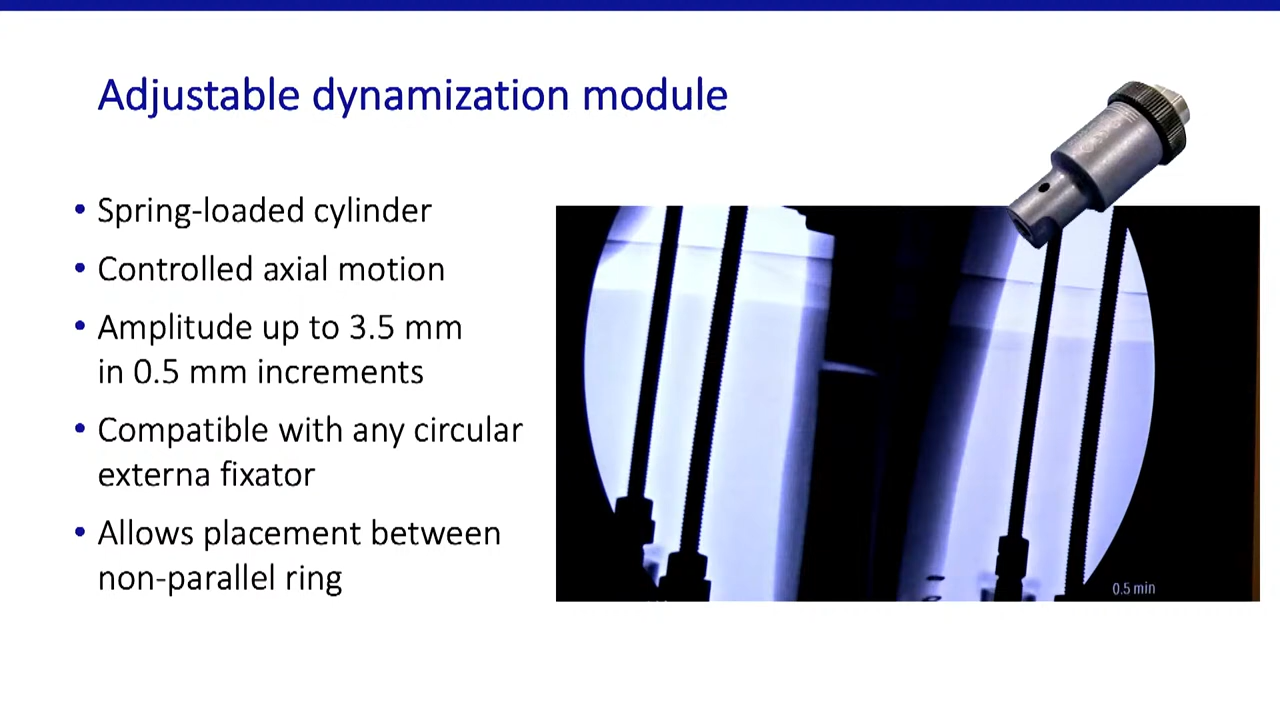 Adjustable dynamization module
• Spring-loaded cylinder
• Controlled axial motion
• Amplitude up to 3.5 mm
in 0.5 mm increments
• Compatible with any circular
externa fixator
• Allows placement between
non-parallel ring
0.5 min